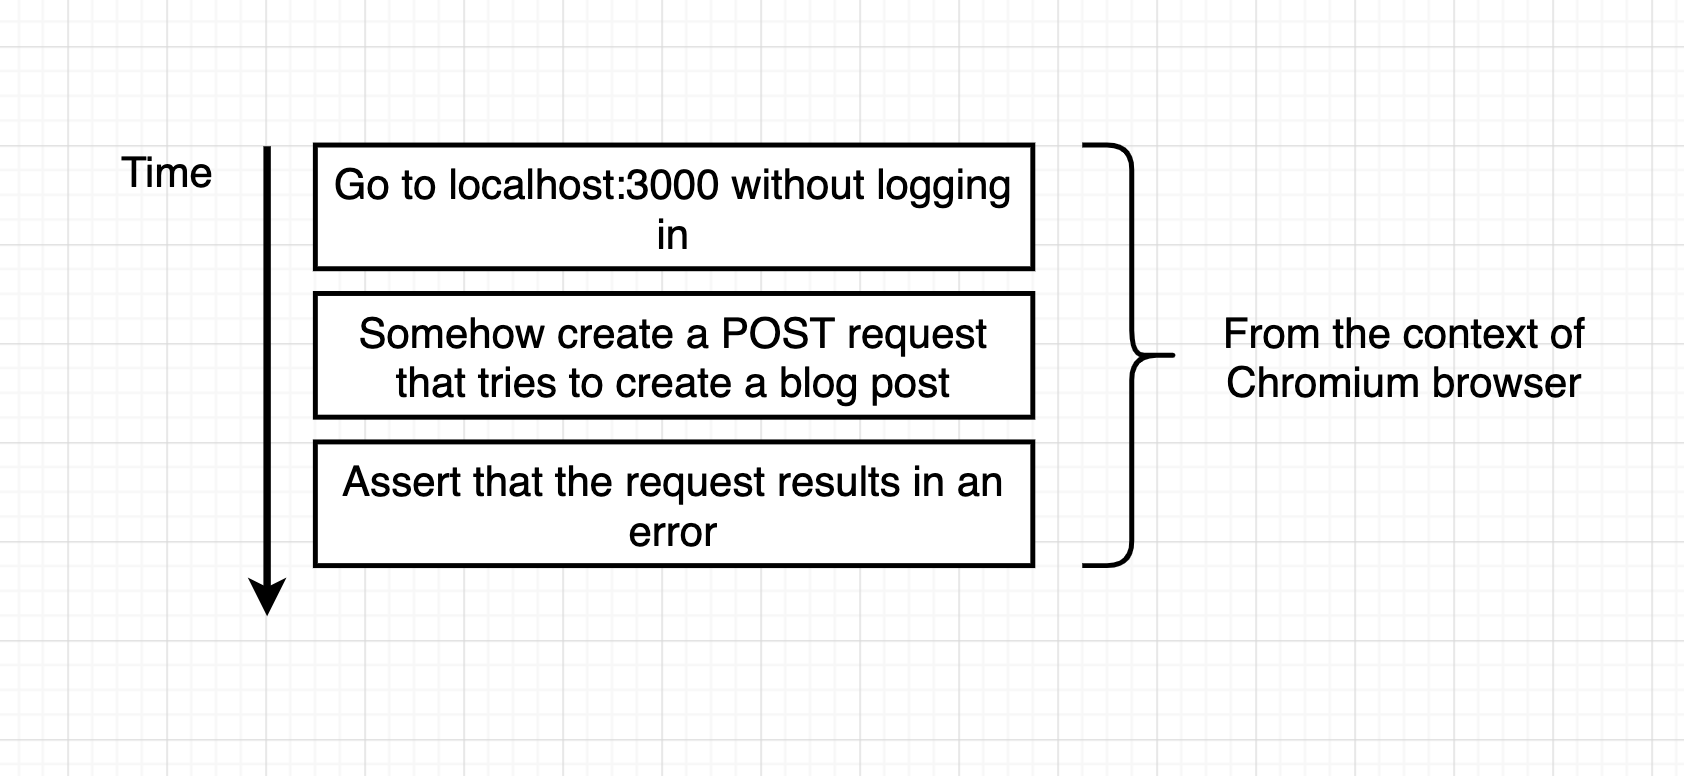 Time
Go to localhost:3000 without logging
in
Somehow create a POST request
that tries to create a blog post
Assert that the request results in an
error
From the context of
Chromium browser